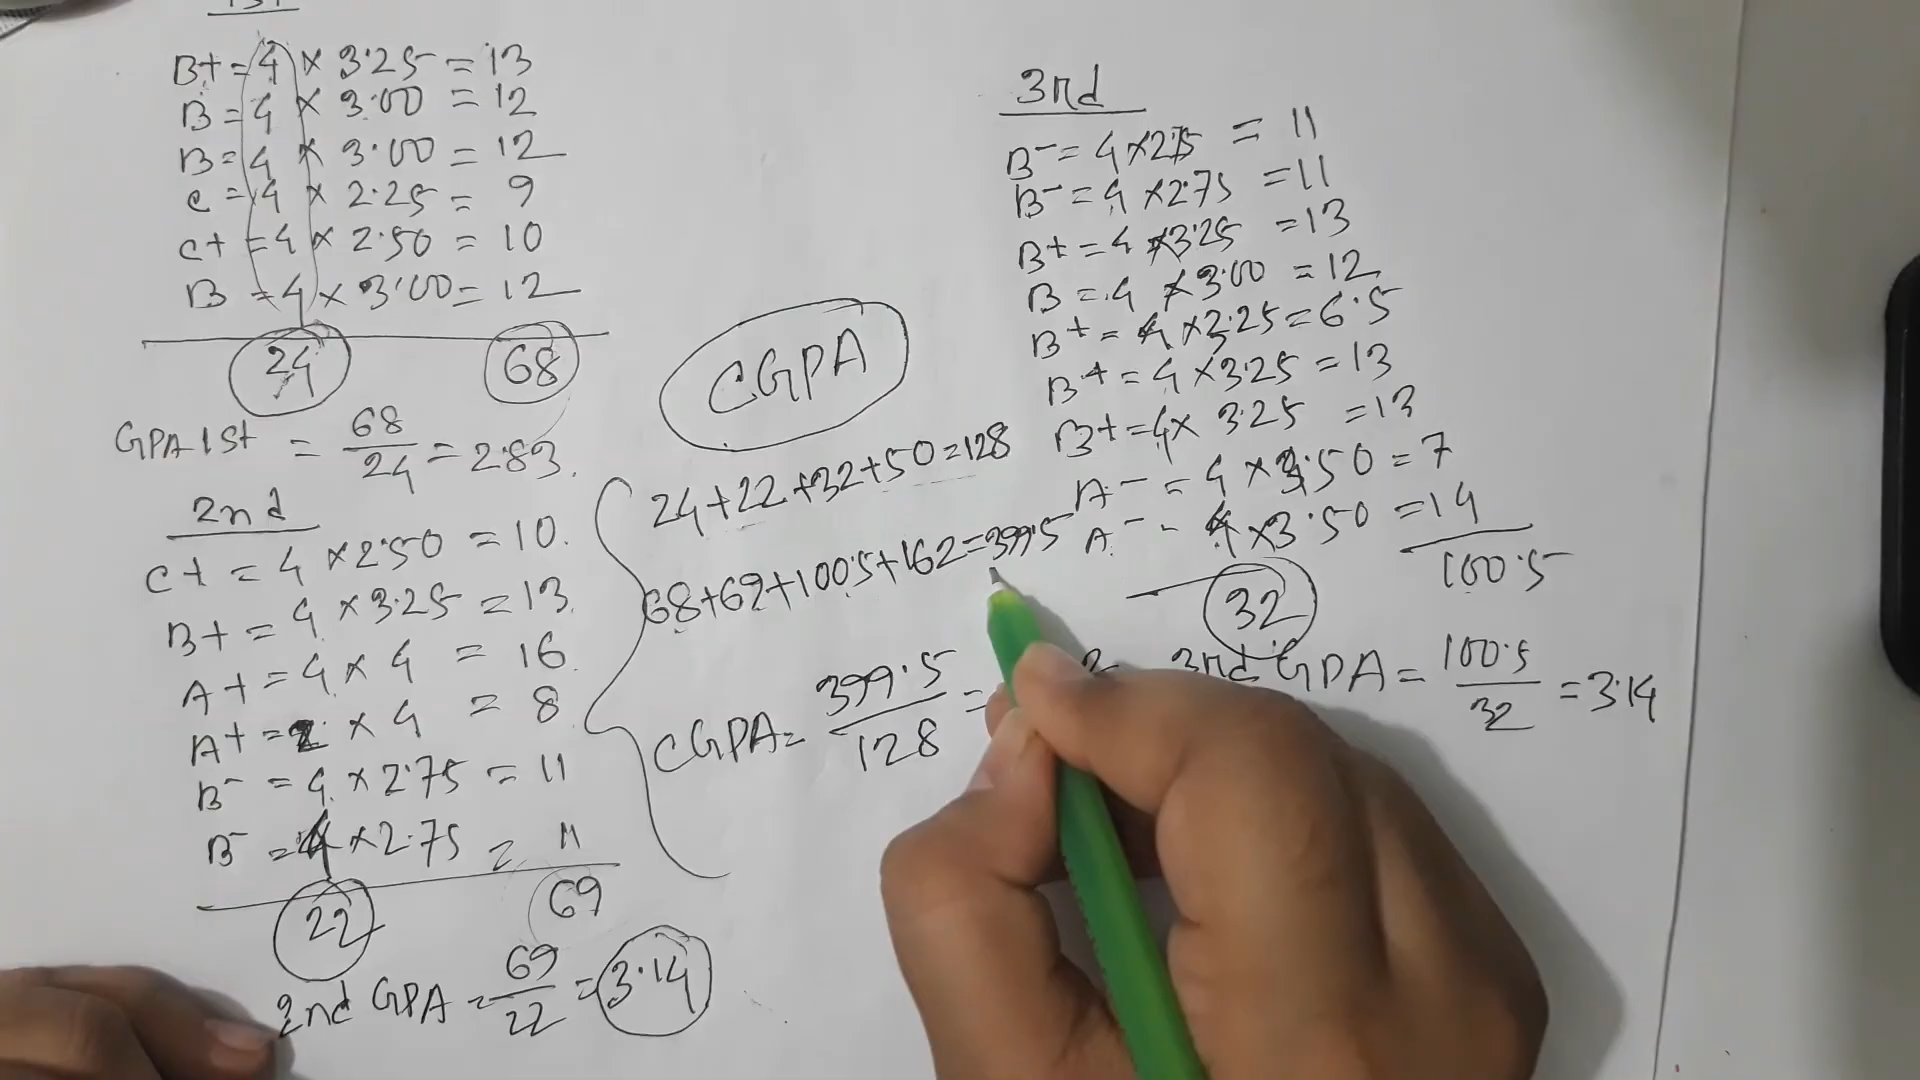 1st
B+ = 4 × 3.25 = 13
B = 4 × 3.00 = 12
B = 4 × 3.00 = 12
C = 4 × 2.25 = 9
C+ = 4 × 2.50 = 10
B = 4 × 3.00 = 12
24 68
GPA 1st = 68/24 = 2.83.
2nd
C+ = 4 × 2.50 = 10.
B+ = 4 × 3.25 = 13.
A+ = 4 × 4 = 16.
A+ = 2 × 4 = 8
B- = 4 × 2.75 = 11
B- = 4 × 2.75 = 11
22 69
2nd GPA = 69/22 = 3.14
CGPA
24+22+32+50=128
68+69+100.5+162=399.5
CGPA = 399.5/128 =
3rd
B- = 4 × 2.75 = 11
B- = 4 × 2.75 = 11
B+ = 4 × 3.25 = 13
B = 4 × 3.00 = 12
B+ = × 3.25 = 6.5
B+ = 4 × 3.25 = 13
B+ = 4 × 3.25 = 13
A- = 4 × 3.50 = 7
A- - 4 × 3.50 = 14
32 100.5
3rd GPA = 100.5/32 = 3.14